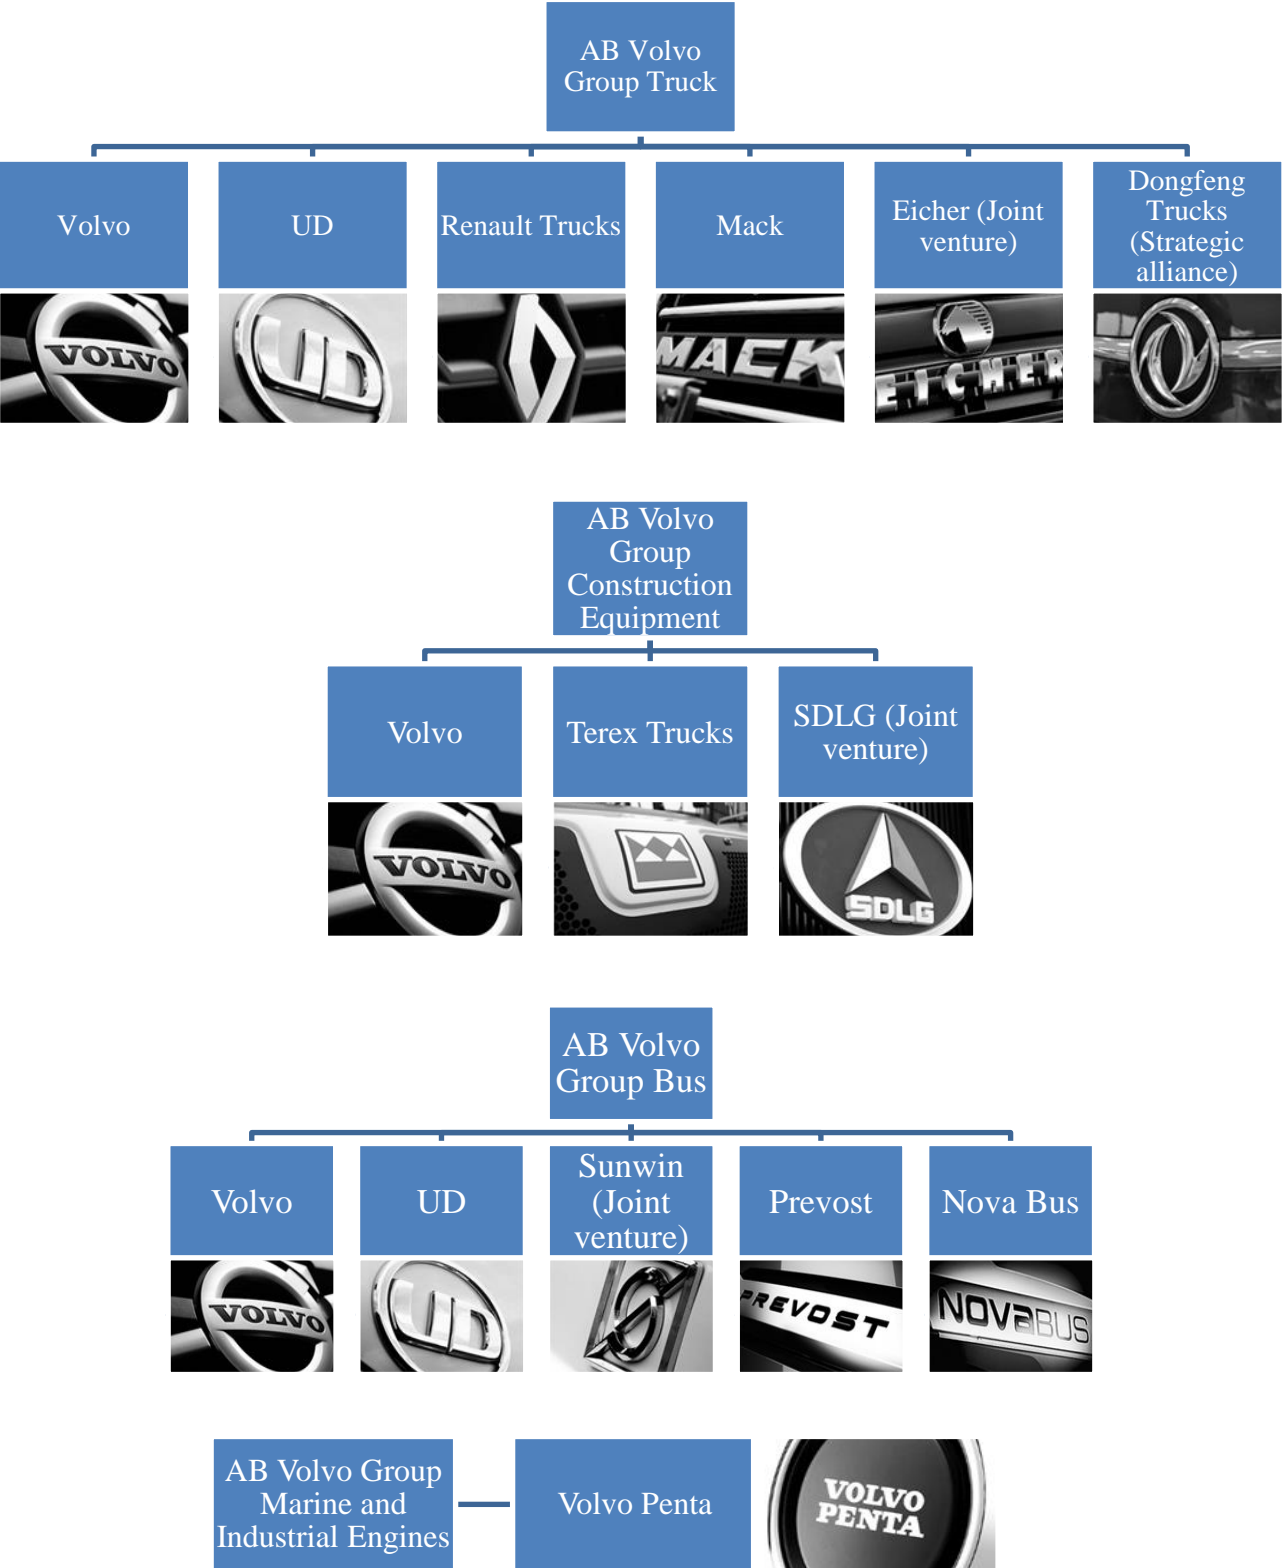 AB Volvo
Group Truck
Volvo
UD
Renault Trucks
Mack
Eicher (Joint
venture)
Dongfeng
Trucks
(Strategic
alliance)
VOLVO
UD
MACK
EICHER
AB Volvo
Group
Construction
Equipment
Volvo
Terex Trucks
SDLG (Joint
venture)
VOLVO
SDLG
AB Volvo
Group Bus
Volvo
UD
Sunwin
(Joint
venture)
Prevost
Nova Bus
VOLVO
UD
PREVOST
NOVaBUS
AB Volvo Group
Marine and
Industrial Engines
Volvo Penta
VOLVO
PENTA